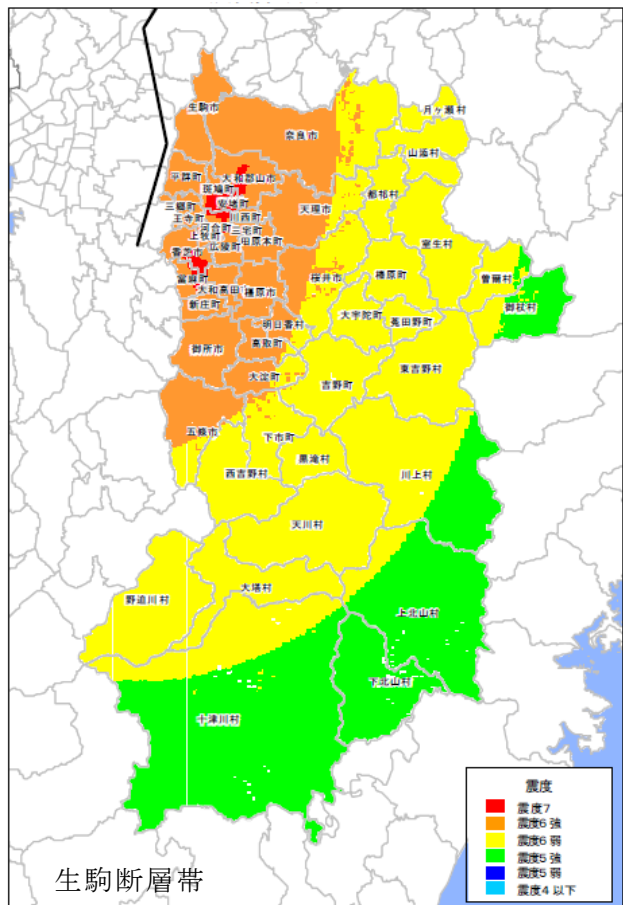 生駒市
奈良市
月ヶ瀬村
山添村
平群町
大和郡山市
斑鳩町
都祁村
三郷町
安堵町
天理市
王寺町
川西町
河合町
三宅町
上牧町
田原本町
広陵町
室生村
香芝市
桜井市
榛原町
曽爾村
當麻町
大和高田市
橿原市
御杖村
新庄町
大宇陀町
菟田野町
明日香村
御所市
高取町
東吉野村
大淀町
吉野町
五條市
下市町
黒滝村
西吉野村
川上村
天川村
大塔村
野迫川村
上北山村
下北山村
十津川村
震度
震度7
震度6強
震度6弱
震度5強
震度5弱
震度4以下
生駒断層帯